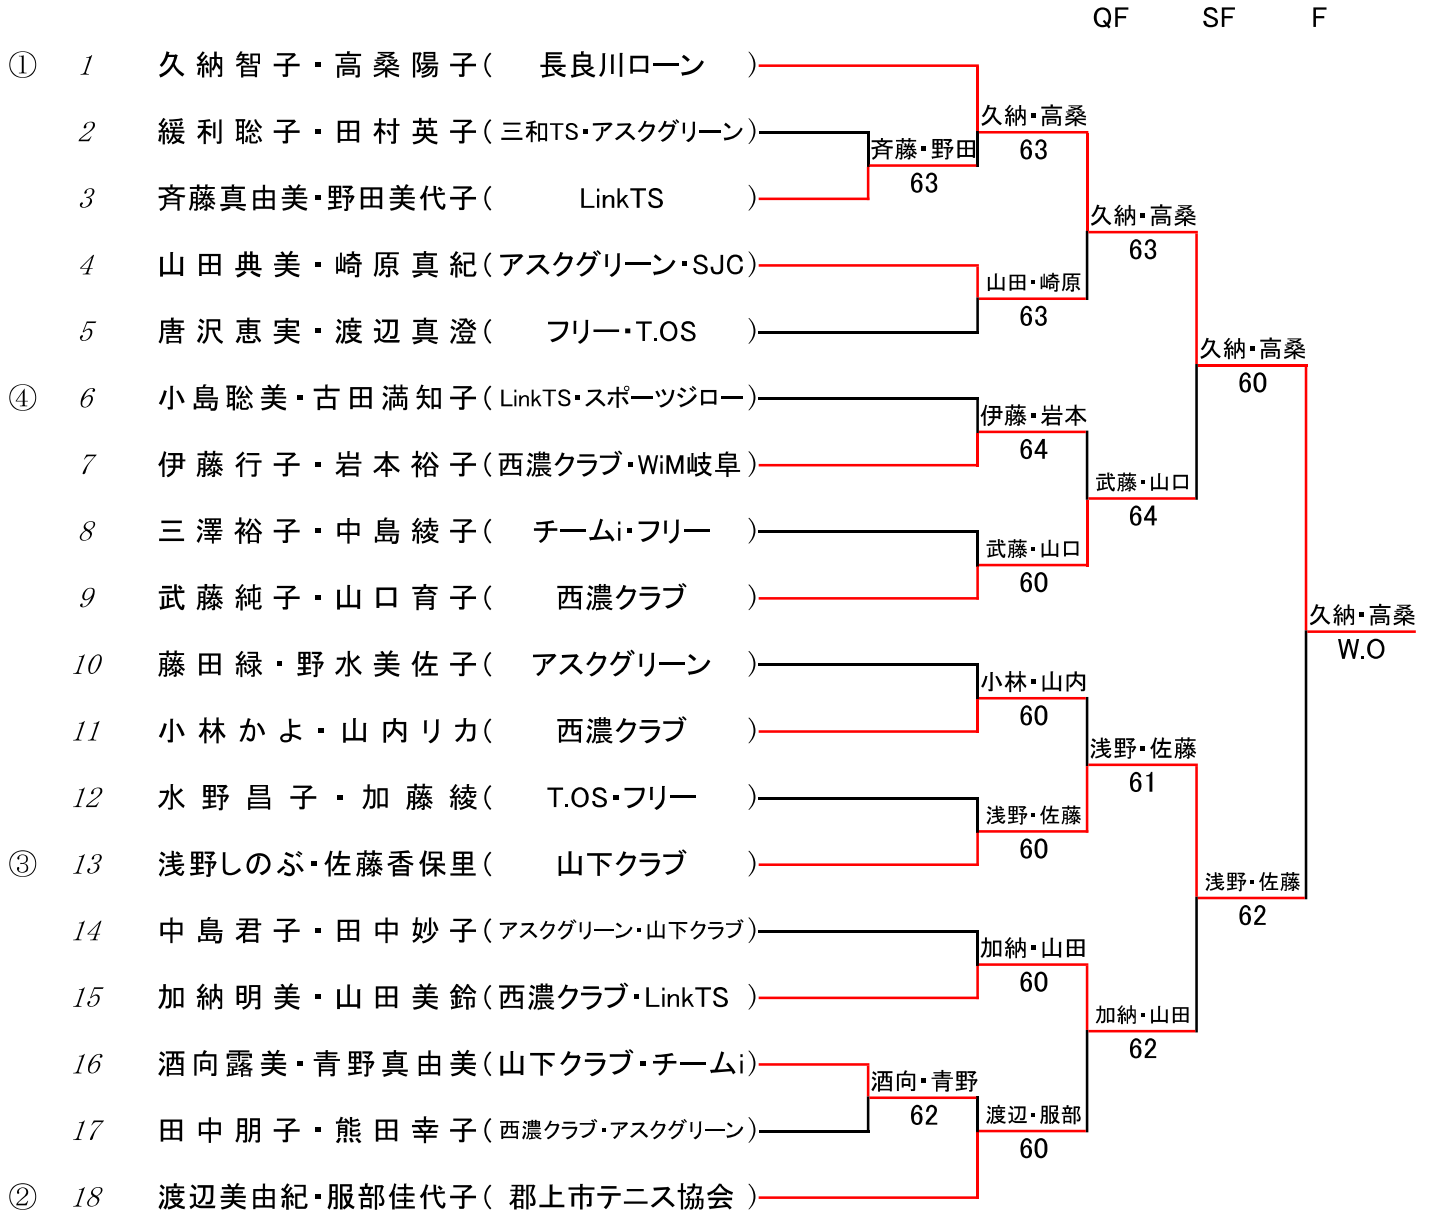 QF SF F
① 1 久納智子・高桑陽子( 長良川ローン )
2 緩利聡子・田村英子( 三和TS・アスクグリーン )
3 斉藤真由美・野田美代子( LinkTS )
4 山田典美・崎原真紀( アスクグリーン・SJC )
5 唐沢恵実・渡辺真澄( フリー・T.OS )
④ 6 小島聡美・古田満知子( LinkTS・スポーツジロー )
7 伊藤行子・岩本裕子( 西濃クラブ・WiM岐阜 )
8 三澤裕子・中島綾子( チームi・フリー )
9 武藤純子・山口育子( 西濃クラブ )
10 藤田緑・野水美佐子( アスクグリーン )
11 小林かよ・山内リカ( 西濃クラブ )
12 水野昌子・加藤綾( T.OS・フリー )
③ 13 浅野しのぶ・佐藤香保里( 山下クラブ )
14 中島君子・田中妙子( アスクグリーン・山下クラブ )
15 加納明美・山田美鈴( 西濃クラブ・LinkTS )
16 酒向露美・青野真由美( 山下クラブ・チームi )
17 田中朋子・熊田幸子( 西濃クラブ・アスクグリーン )
② 18 渡辺美由紀・服部佳代子( 郡上市テニス協会 )
斉藤・野田
63
酒向・青野
62
久納・高桑
63
山田・崎原
63
伊藤・岩本
64
武藤・山口
60
小林・山内
60
浅野・佐藤
60
加納・山田
60
渡辺・服部
60
久納・高桑
63
武藤・山口
64
浅野・佐藤
61
加納・山田
62
久納・高桑
60
浅野・佐藤
62
久納・高桑
W.O